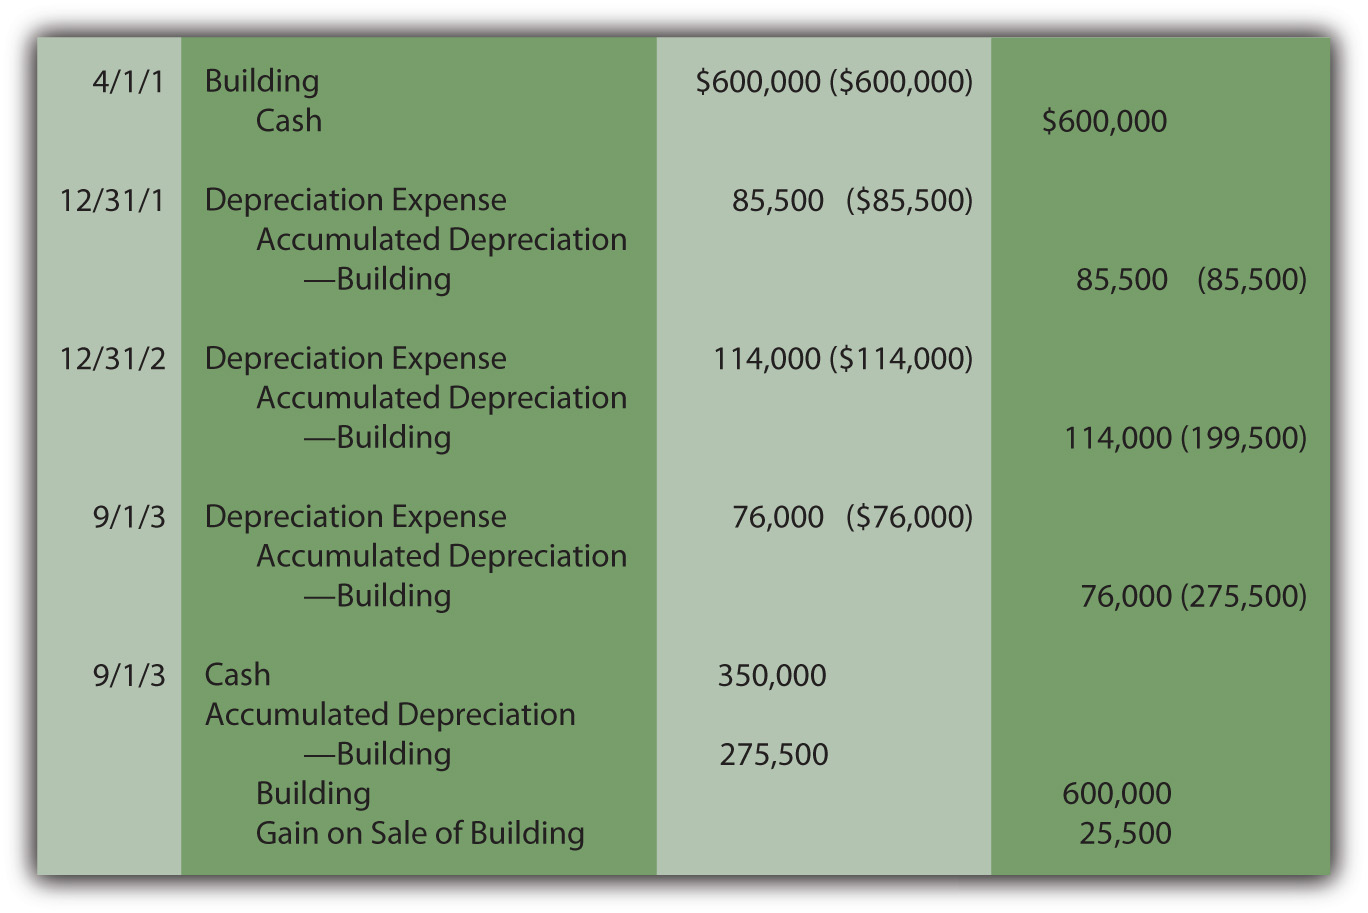 4/1/1 Building $600,000 ($600,000)
Cash $600,000
12/31/1 Depreciation Expense 85,500 ($85,500)
Accumulated Depreciation
—Building 85,500 (85,500)
12/31/2 Depreciation Expense 114,000 ($114,000)
Accumulated Depreciation
—Building 114,000 (199,500)
9/1/3 Depreciation Expense 76,000 ($76,000)
Accumulated Depreciation
—Building 76,000 (275,500)
9/1/3 Cash 350,000
Accumulated Depreciation
—Building 275,500
Building 600,000
Gain on Sale of Building 25,500